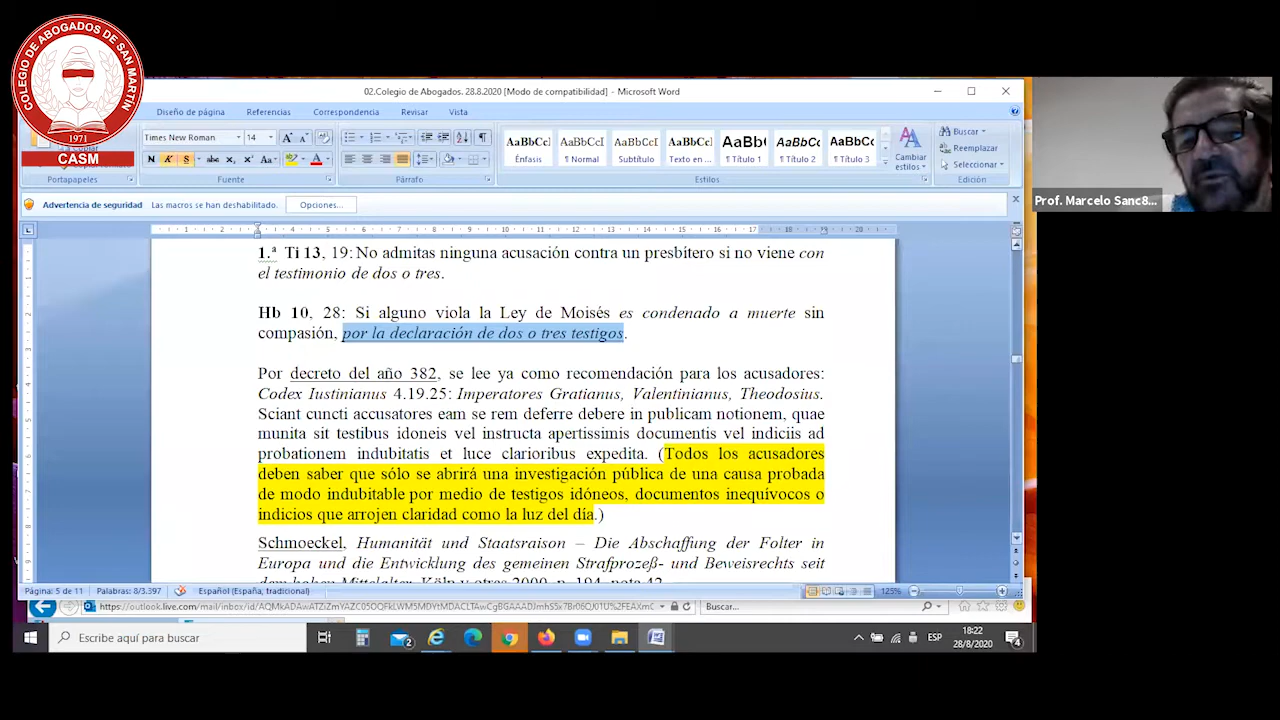 COLEGIO DE ABOGADOS DE SAN MARTÍN
1971
CASM
02.Colegio de Abogados. 28.8.2020 [Modo de compatibilidad] - Microsoft Word
Diseño de página Referencias Correspondencia Revisar Vista
Times New Roman 14
Portapapeles Fuente Párrafo Estilos Edición
AaBbCcI AaBbCcI AaBbCcI AaBbCcI AaBbC AaBbCc AaBbCc
Énfasis ¶ Normal Subtítulo Texto en ... ¶ Título 1 ¶ Título 2 ¶ Título 3
Cambiar estilos
Buscar
Reemplazar
Seleccionar
Advertencia de seguridad Las macros se han deshabilitado. Opciones...
1.ª Ti 13, 19: No admitas ninguna acusación contra un presbítero si no viene con
el testimonio de dos o tres.
Hb 10, 28: Si alguno viola la Ley de Moisés es condenado a muerte sin
compasión, por la declaración de dos o tres testigos.
Por decreto del año 382, se lee ya como recomendación para los acusadores:
Codex Iustinianus 4.19.25: Imperatores Gratianus, Valentinianus, Theodosius.
Sciant cuncti accusatores eam se rem deferre debere in publicam notionem, quae
munita sit testibus idoneis vel instructa apertissimis documentis vel indiciis ad
probationem indubitatis et luce clarioribus expedita. (Todos los acusadores
deben saber que sólo se abrirá una investigación pública de una causa probada
de modo indubitable por medio de testigos idóneos, documentos inequívocos o
indicios que arrojen claridad como la luz del día.)
Schmoeckel, Humanität und Staatsraison – Die Abschaffung der Folter in
Europa und die Entwicklung des gemeinen Strafprozeß- und Beweisrechts seit
dem hohen Mittelalter, Köln y otras 2000, p. 194, nota 42
Página: 5 de 11 Palabras: 8/3.397 Español (España, tradicional) 125%
Buscar...
Escribe aquí para buscar
ESP
18:22
28/8/2020
Prof. Marcelo Sanc8...